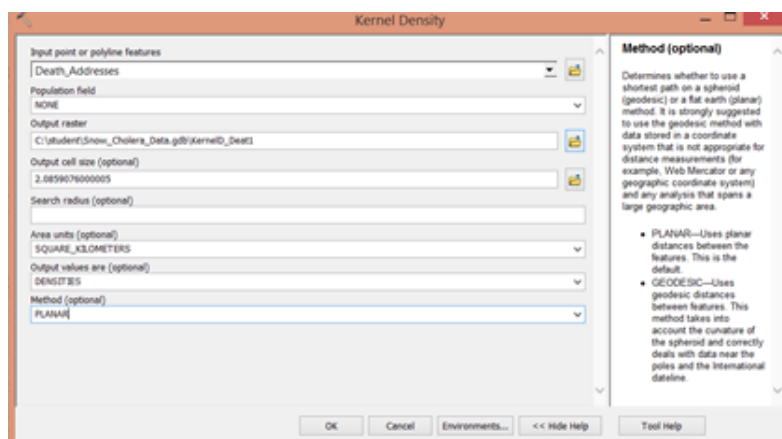 Kernel Density
Input point or polyline features
Death_Addresses
Population field
NONE
Output raster
C:\student\Snow_Cholera_Data.gdb\KernelD_Deat1
Output cell size (optional)
2.0859076000005
Search radius (optional)
Area units (optional)
SQUARE_KILOMETERS
Output values are (optional)
DENSITIES
Method (optional)
PLANAR
OK
Cancel
Environments...
<< Hide Help
Method (optional)
Determines whether to use a
shortest path on a spheroid
(geodesic) or a flat earth (planar)
method. It is strongly suggested
to use the geodesic method with
data stored in a coordinate
system that is not appropriate for
distance measurements (for
example, Web Mercator or any
geographic coordinate system)
and any analysis that spans a
large geographic area.
• PLANAR—Uses planar
distances between the
features. This is the
default.
• GEODESIC—Uses
geodesic distances
between features. This
method takes into
account the curvature of
the spheroid and correctly
deals with data near the
poles and the International
dateline.
Tool Help